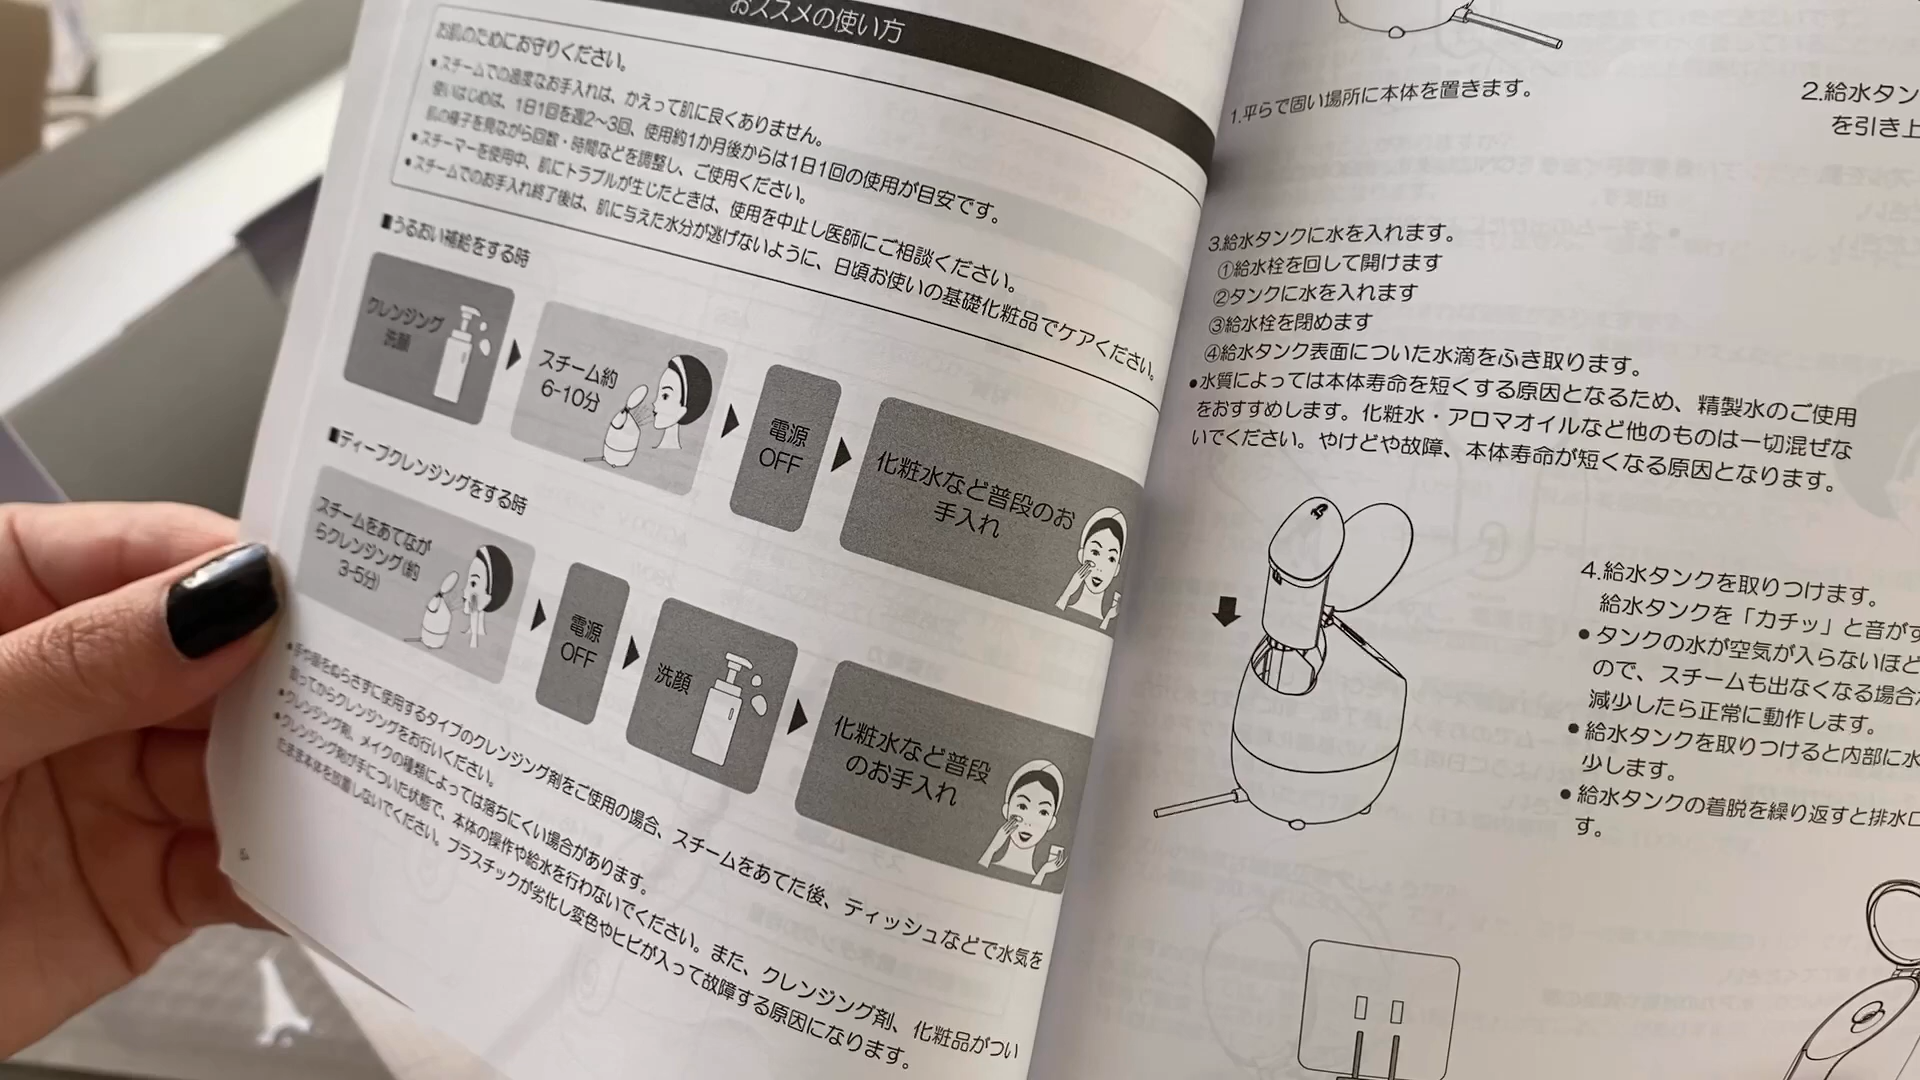 おススメの使い方
お肌のためにお守りください。
● スチームでの過度なお手入れは、かえって肌に良くありません。
使いはじめは、1日1回を週2～3回、使用約1か月後からは1日1回の使用が目安です。
肌の様子を見ながら回数・時間などを調整し、ご使用ください。
● スチーマーを使用中、肌にトラブルが生じたときは、使用を中止し医師にご相談ください。
● スチームでのお手入れ終了後は、肌に与えた水分が逃げないように、日頃お使いの基礎化粧品でケアください。
■うるおい補給をする時
クレンジング
洗顔
スチーム約
6-10分
電源
OFF
化粧水など普段のお
手入れ
■ディープクレンジングをする時
スチームをあてなが
らクレンジング(約
3-5分)
電源
OFF
洗顔
化粧水など普段
のお手入れ
● 手や顔をぬらさずに使用するタイプのクレンジング剤をご使用の場合、スチームをあてた後、ティッシュなどで水気を
取ってからクレンジングをお行いください。
● クレンジング剤、メイクの種類によっては落ちにくい場合があります。
● クレンジング剤が手についた状態で、本体の操作や給水を行わないでください。また、クレンジング剤、化粧品がつい
たまま本体を放置しないでください。プラスチックが劣化し変色やヒビが入って故障する原因になります。
1.平らで固い場所に本体を置きます。
2.給水タン
を引き上
3.給水タンクに水を入れます。
①給水栓を回して開けます
②タンクに水を入れます
③給水栓を閉めます
④給水タンク表面についた水滴をふき取ります。
●水質によっては本体寿命を短くする原因となるため、精製水のご使用
をおすすめします。化粧水・アロマオイルなど他のものは一切混ぜな
いでください。やけどや故障、本体寿命が短くなる原因となります。
4.給水タンクを取りつけます。
給水タンクを「カチッ」と音がす
● タンクの水が空気が入らないほど
ので、スチームも出なくなる場合
減少したら正常に動作します。
● 給水タンクを取りつけると内部に水
少します。
● 給水タンクの着脱を繰り返すと排水口
す。